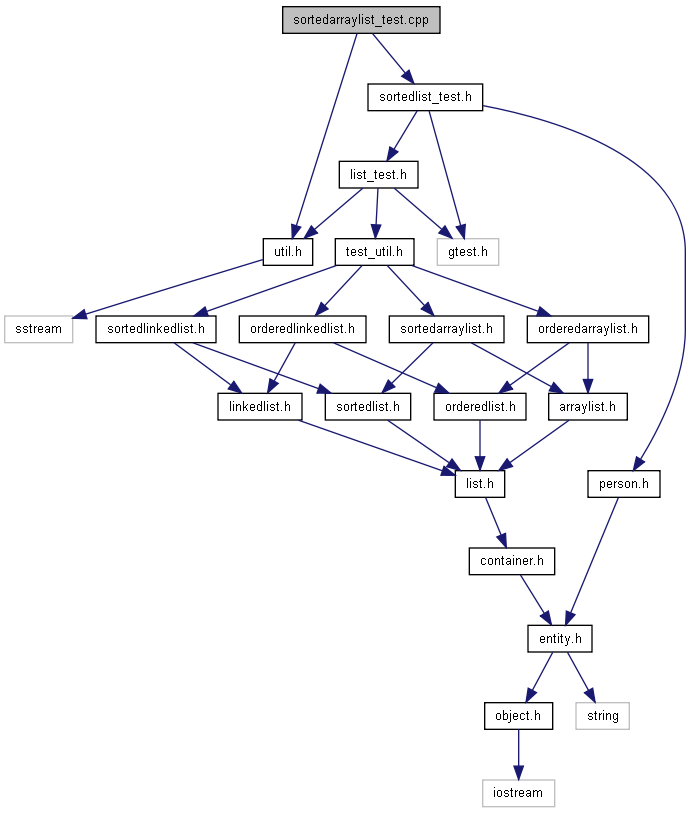 sortedarraylist_test.cpp
sortedlist_test.h
list_test.h
util.h
test_util.h
gtest.h
sstream
sortedlinkedlist.h
orderedlinkedlist.h
sortedarraylist.h
orderedarraylist.h
linkedlist.h
sortedlist.h
orderedlist.h
arraylist.h
list.h
person.h
container.h
entity.h
object.h
string
iostream